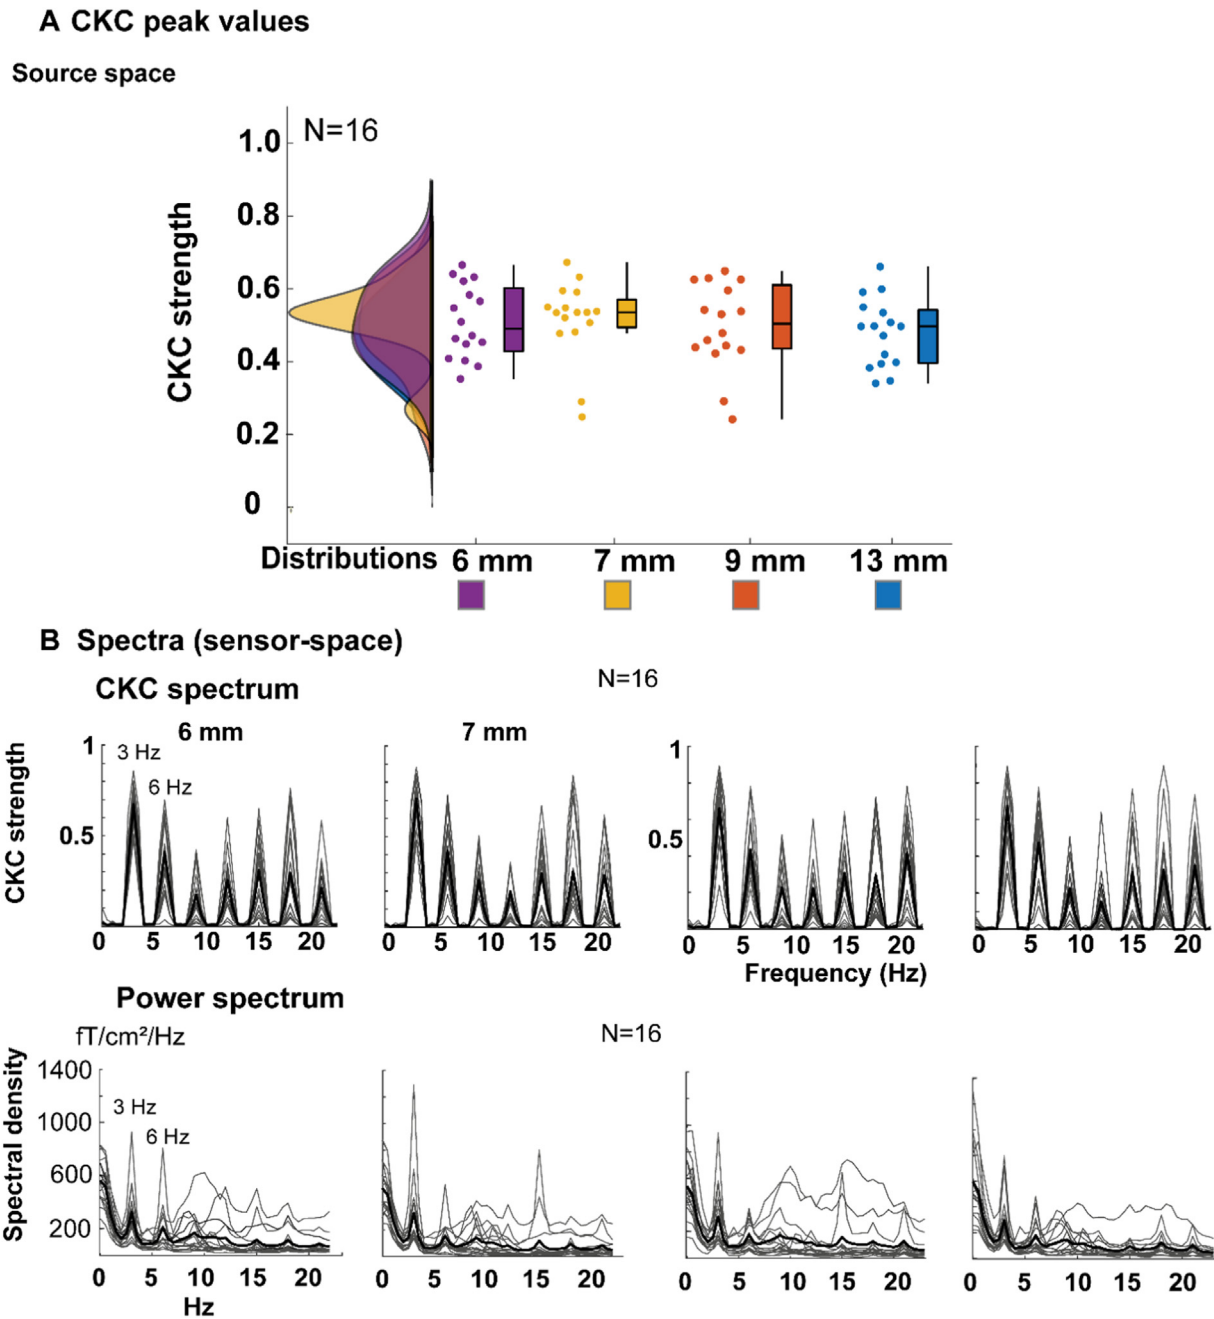 A CKC peak values
Source space
N=16
1.0
0.8
0.6
0.4
0.2
0
CKC strength
Distributions 6 mm 7 mm 9 mm 13 mm
B Spectra (sensor-space)
CKC spectrum
N=16
6 mm 7 mm
CKC strength
1
0.5
3 Hz
6 Hz
1
0.5
0 5 10 15 20 0 5 10 15 20 0 5 10 15 20 0 5 10 15 20
Frequency (Hz)
Power spectrum
fT/cm²/Hz
N=16
Spectral density
1400
1000
600
200
3 Hz
6 Hz
0 5 10 15 20 0 5 10 15 20 0 5 10 15 20 0 5 10 15 20
Hz